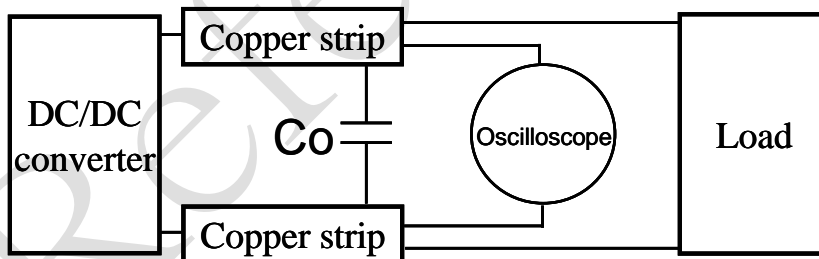 Copper strip
DC/DC
converter
Co
Oscilloscope
Load
Copper strip